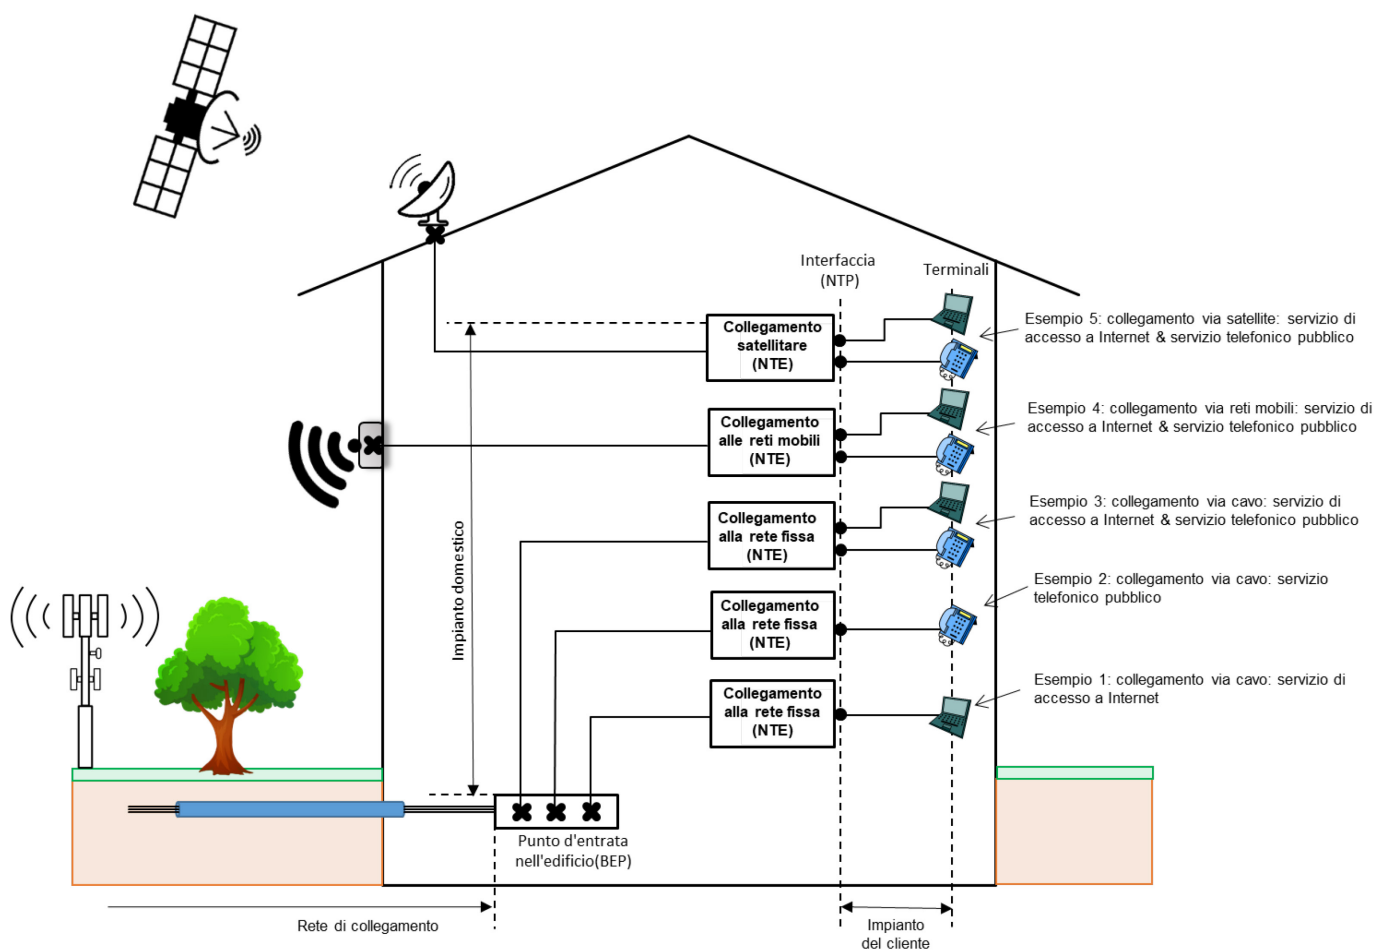 Interfaccia
(NTP)
Terminali
Collegamento
satellitare
(NTE)
Esempio 5: collegamento via satellite: servizio di
accesso a Internet & servizio telefonico pubblico
Collegamento
alle reti mobili
(NTE)
Esempio 4: collegamento via reti mobili: servizio di
accesso a Internet & servizio telefonico pubblico
Collegamento
alla rete fissa
(NTE)
Esempio 3: collegamento via cavo: servizio di
accesso a Internet & servizio telefonico pubblico
Impianto domestico
Collegamento
alla rete fissa
(NTE)
Esempio 2: collegamento via cavo: servizio
telefonico pubblico
Collegamento
alla rete fissa
(NTE)
Esempio 1: collegamento via cavo: servizio di
accesso a Internet
Punto d'entrata
nell'edificio(BEP)
Rete di collegamento
Impianto
del cliente